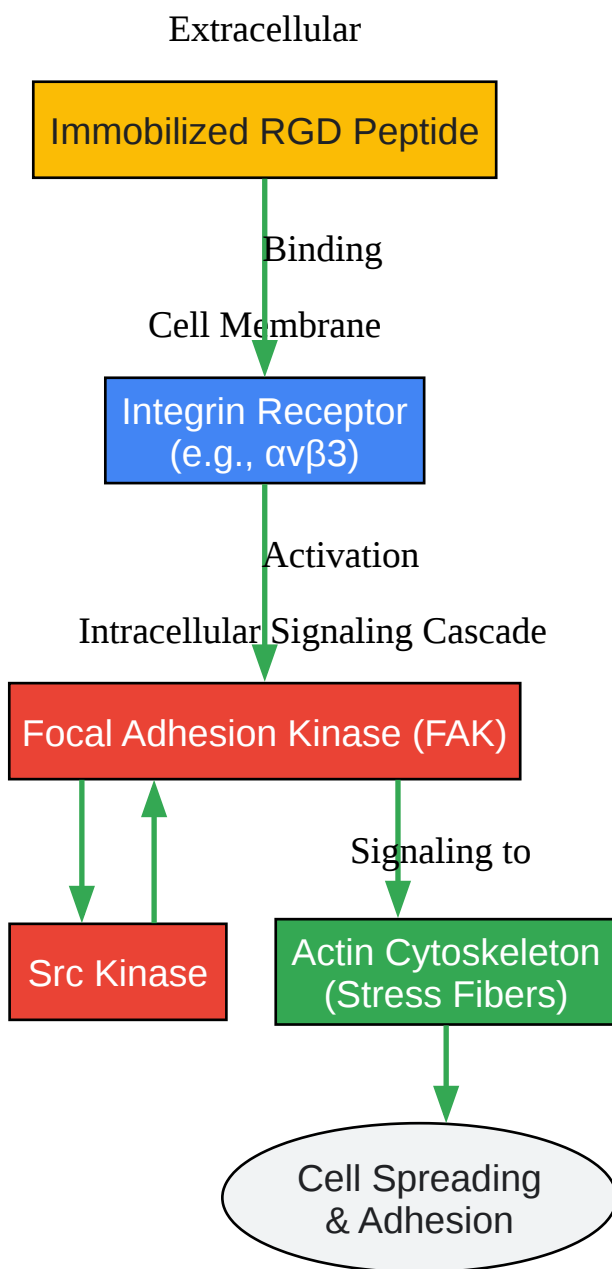 Extracellular
Immobilized RGD Peptide
Binding
Cell Membrane
Integrin Receptor
(e.g., αvβ3)
Activation
Intracellular Signaling Cascade
Focal Adhesion Kinase (FAK)
Signaling to
Src Kinase
Actin Cytoskeleton
(Stress Fibers)
Cell Spreading
& Adhesion